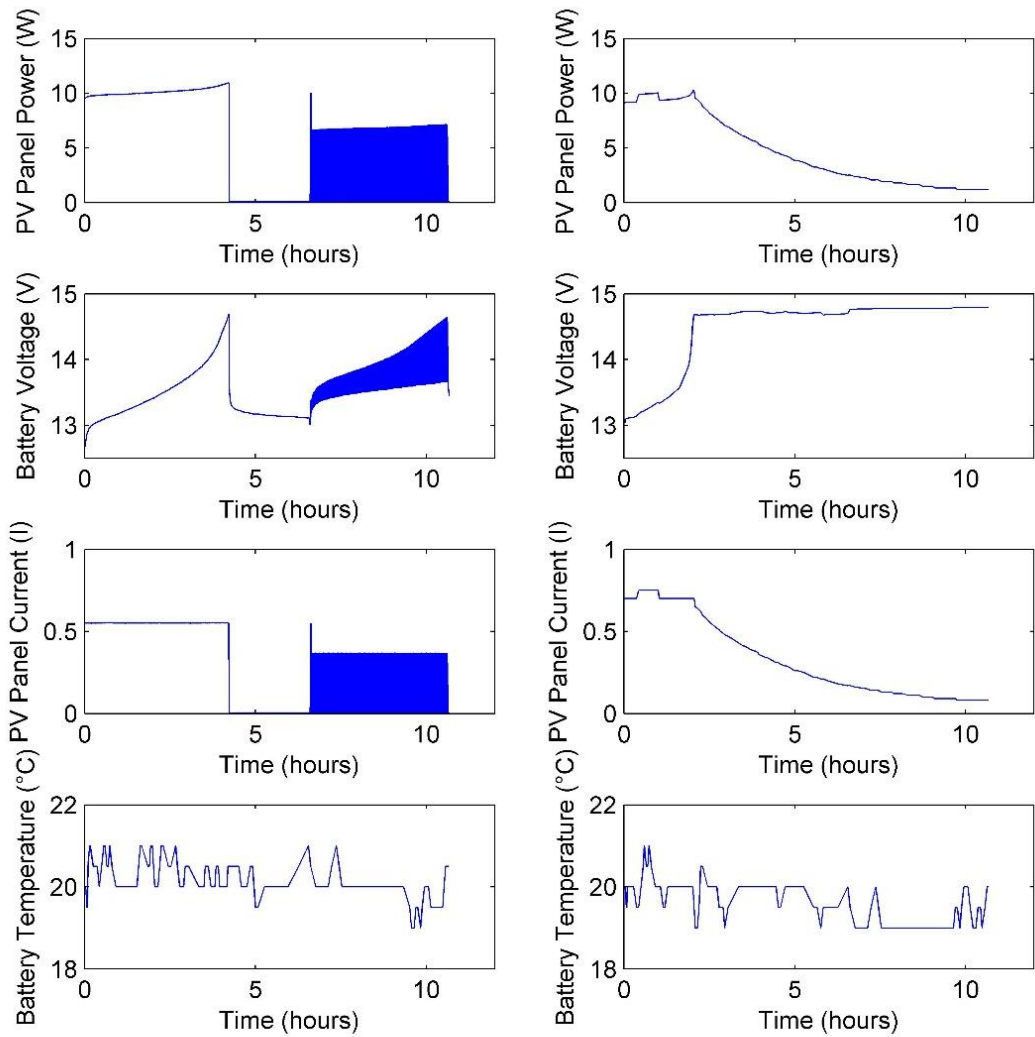 PV Panel Power (W)
15
10
5
0
0 5 10
Time (hours)
PV Panel Power (W)
15
10
5
0
0 5 10
Time (hours)
Battery Voltage (V)
15
14
13
0 5 10
Time (hours)
Battery Voltage (V)
15
14
13
0 5 10
Time (hours)
PV Panel Current (I)
1
0.5
0
0 5 10
Time (hours)
PV Panel Current (I)
1
0.5
0
0 5 10
Time (hours)
Battery Temperature (°C)
22
20
18
0 5 10
Time (hours)
Battery Temperature (°C)
22
20
18
0 5 10
Time (hours)